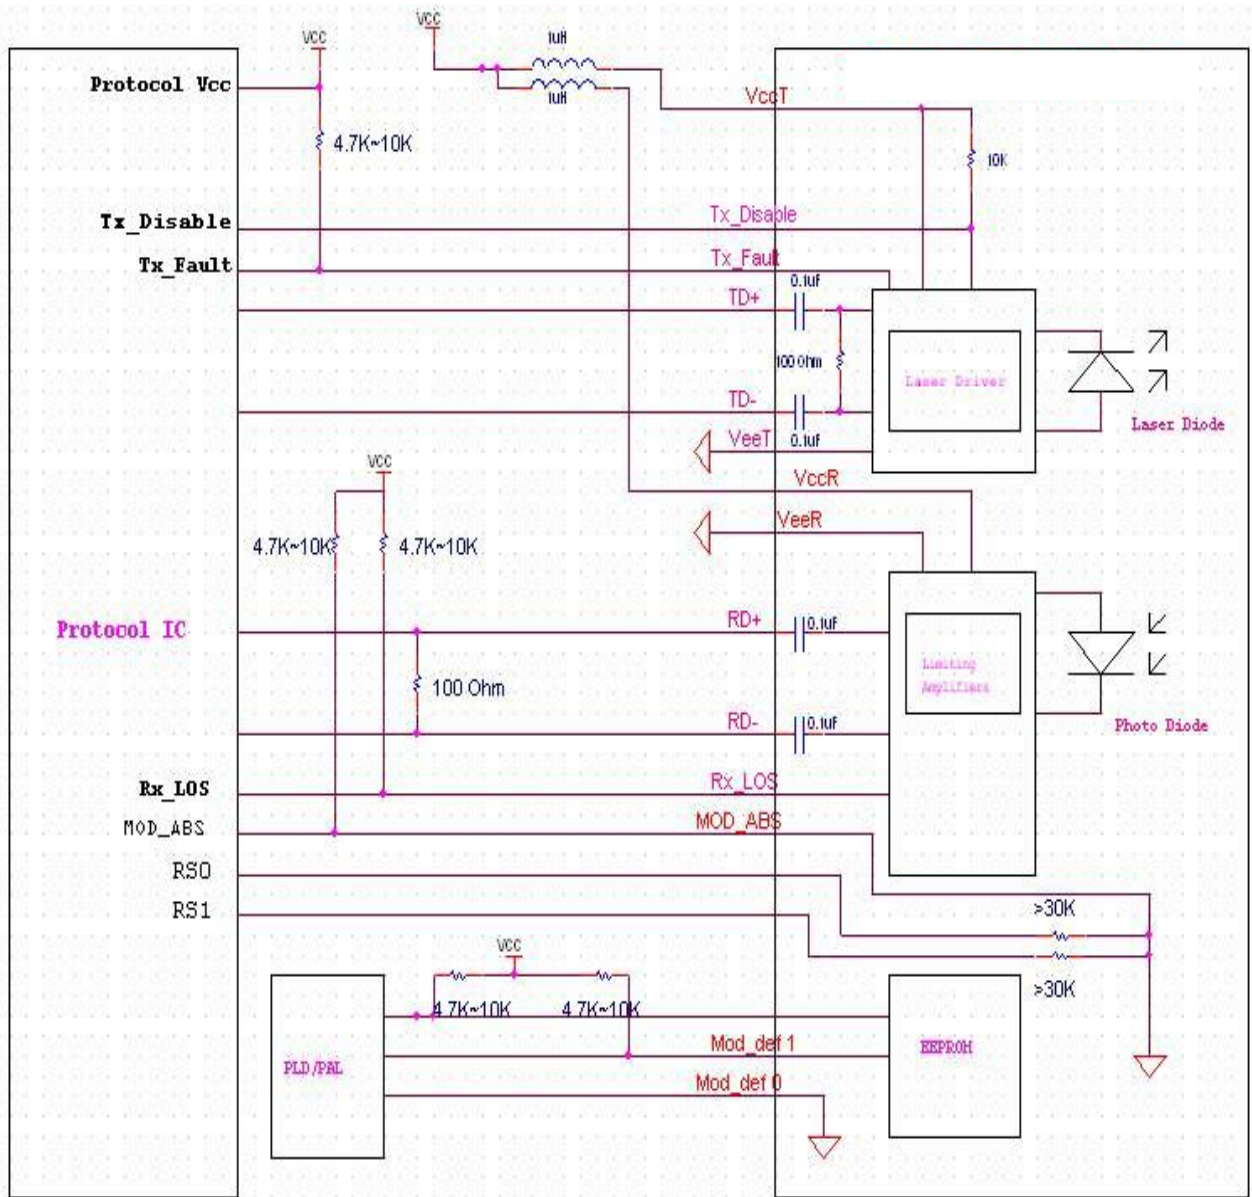 VCC
VCC
1uH
1uH
Protocol Vcc
VccT
4.7K~10K
10K
Tx_Disable
Tx_Disable
Tx_Fault
Tx_Fault
0.1uf
TD+
100 Ohm
Laser Driver
TD-
0.1uf
Laser Diode
VeeT
VCC
VccR
VeeR
4.7K~10K
4.7K~10K
Protocol IC
RD+
0.1uf
100 Ohm
Limiting
Amplifiers
RD-
0.1uf
Photo Diode
Rx_LOS
Rx_LOS
MOD_ABS
MOD_ABS
RS0
RS1
>30K
>30K
VCC
4.7K~10K
4.7K~10K
PLD/PAL
Mod_def 1
EEPROM
Mod_def 0